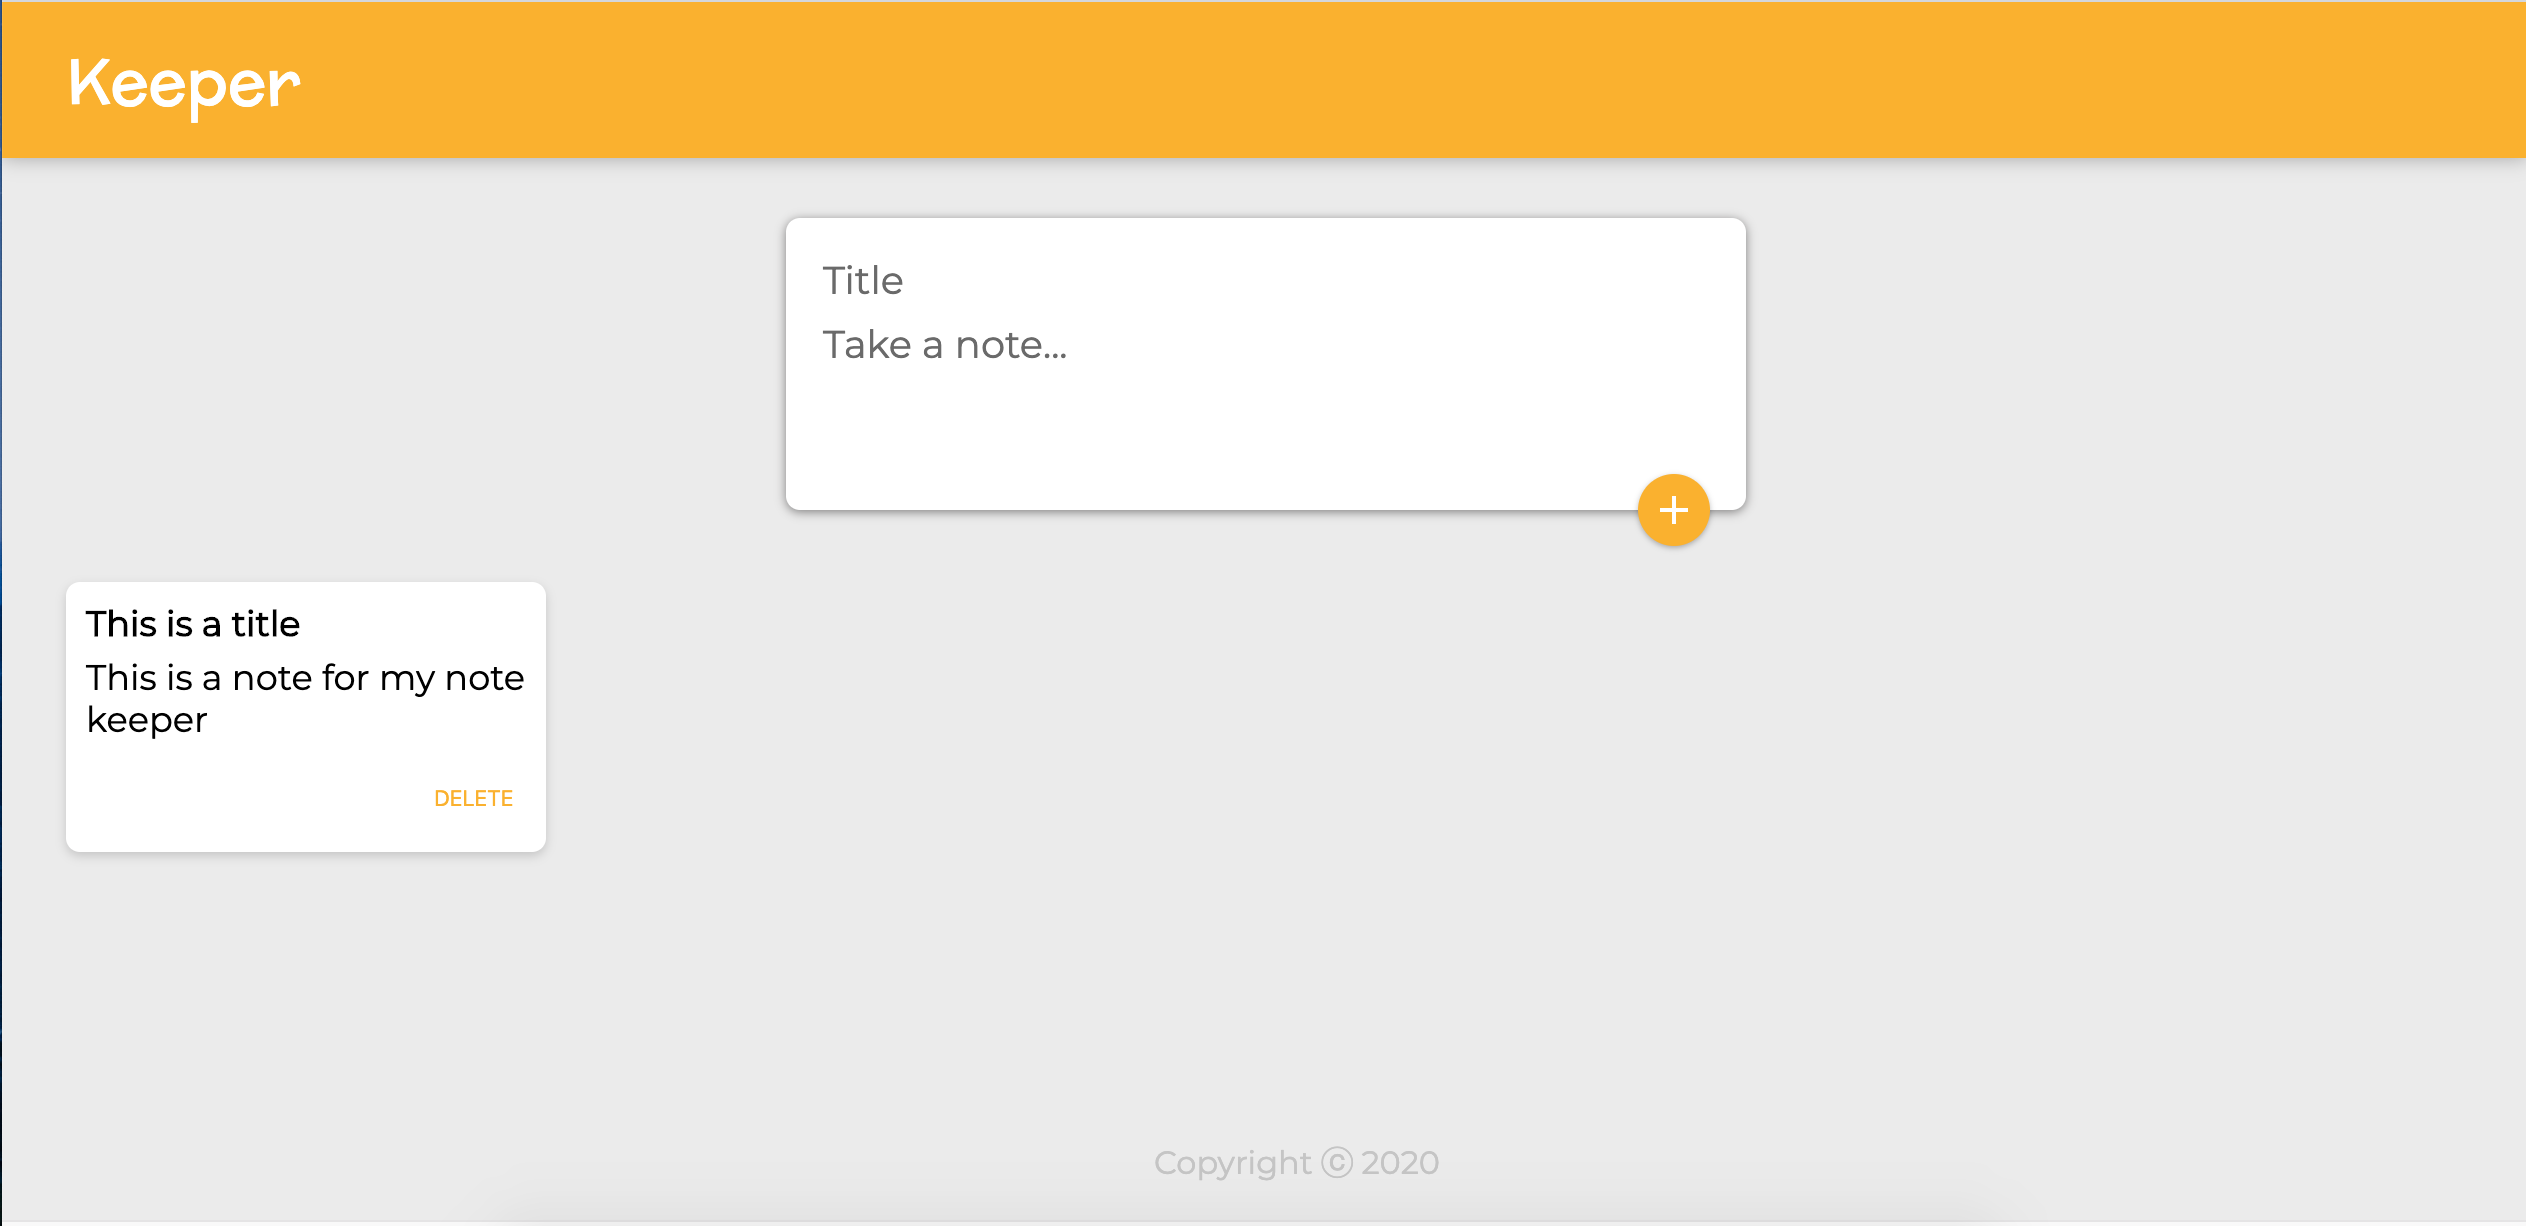 Keeper
Title
Take a note...
This is a title
This is a note for my note
keeper
DELETE
Copyright ⓒ 2020